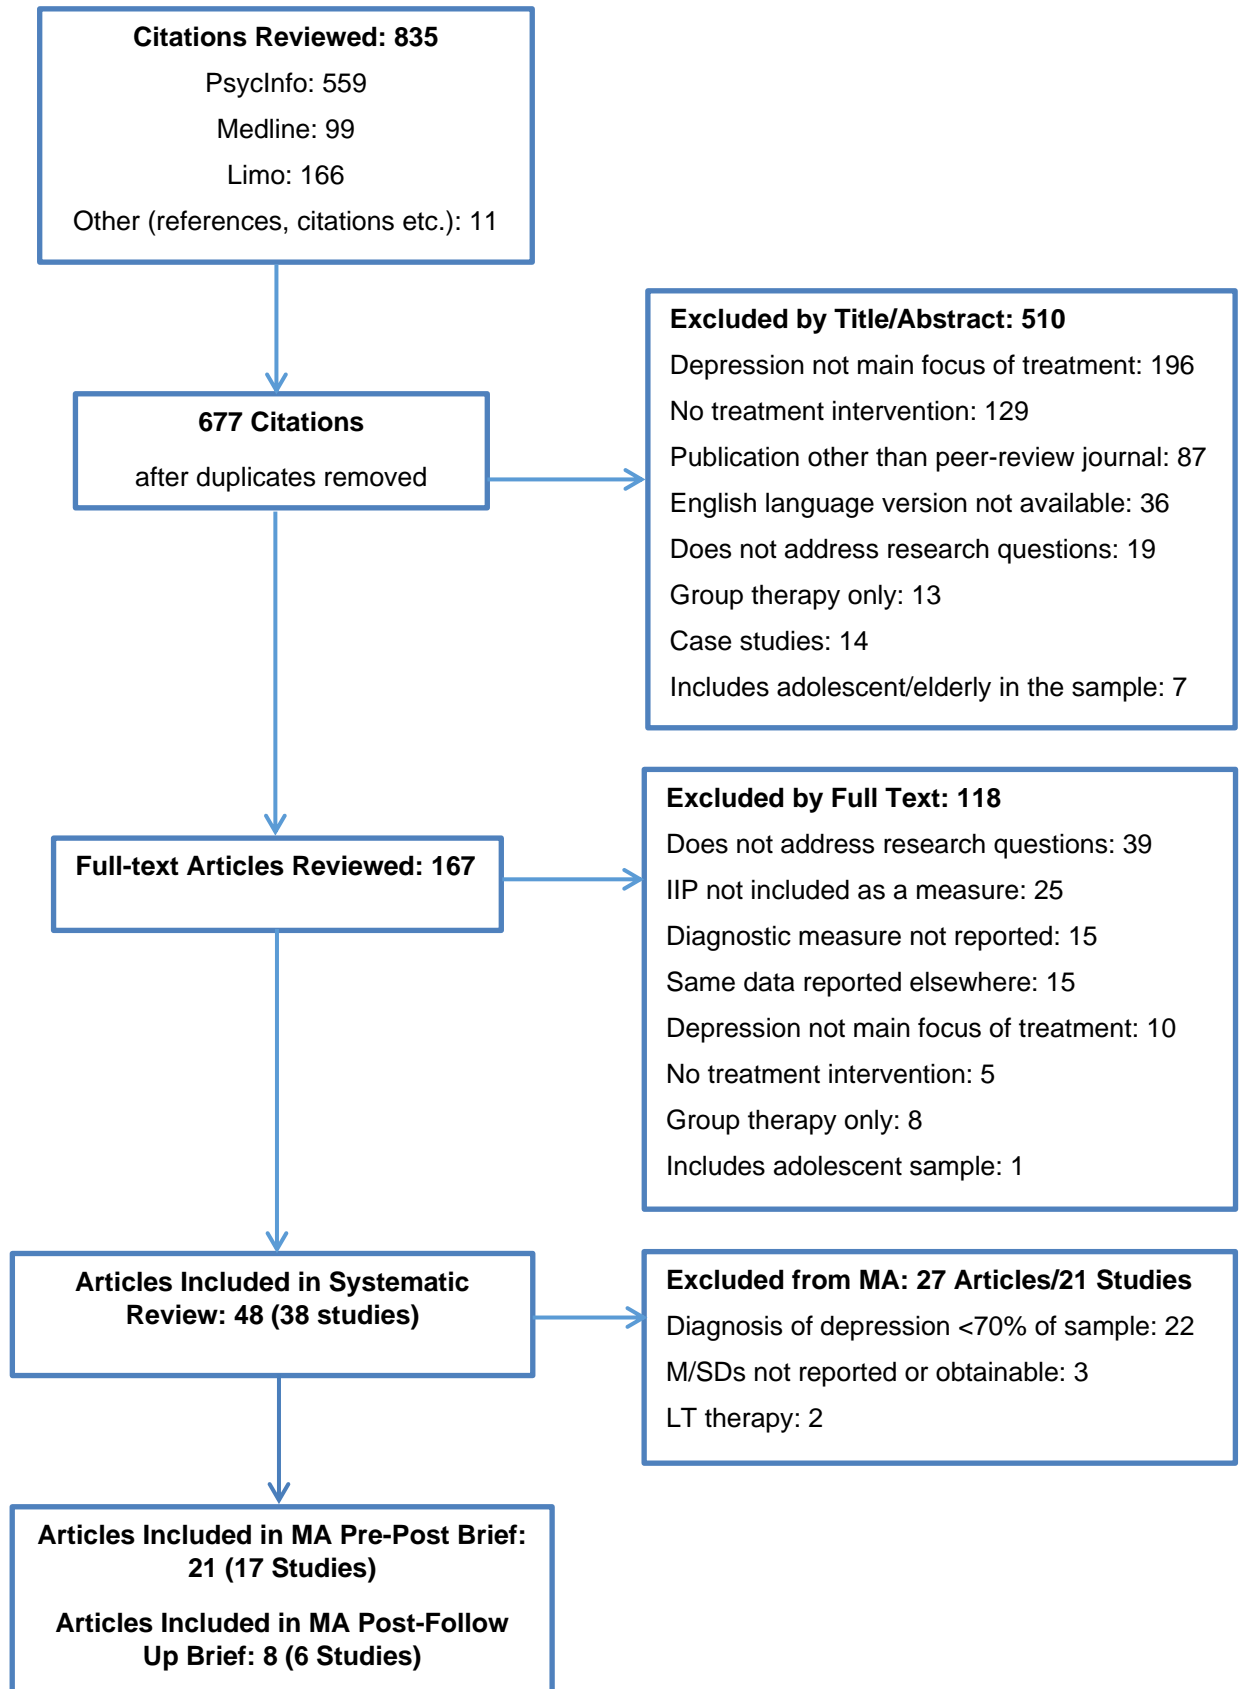 Citations Reviewed: 835
PsycInfo: 559
Medline: 99
Limo: 166
Other (references, citations etc.): 11
Excluded by Title/Abstract: 510
Depression not main focus of treatment: 196
No treatment intervention: 129
Publication other than peer-review journal: 87
English language version not available: 36
Does not address research questions: 19
Group therapy only: 13
Case studies: 14
Includes adolescent/elderly in the sample: 7
677 Citations
after duplicates removed
Excluded by Full Text: 118
Does not address research questions: 39
IIP not included as a measure: 25
Diagnostic measure not reported: 15
Same data reported elsewhere: 15
Depression not main focus of treatment: 10
No treatment intervention: 5
Group therapy only: 8
Includes adolescent sample: 1
Full-text Articles Reviewed: 167
Articles Included in Systematic
Review: 48 (38 studies)
Excluded from MA: 27 Articles/21 Studies
Diagnosis of depression <70% of sample: 22
M/SDs not reported or obtainable: 3
LT therapy: 2
Articles Included in MA Pre-Post Brief:
21 (17 Studies)
Articles Included in MA Post-Follow
Up Brief: 8 (6 Studies)